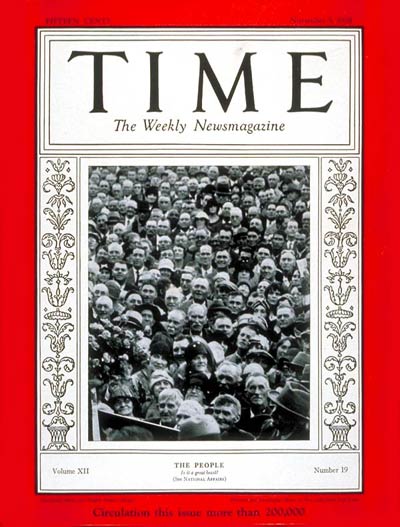 FIFTEEN CENTS
November 5, 1928
TIME
The Weekly Newsmagazine
Volume XII
THE PEOPLE
Is it a great beast?
(See NATIONAL AFFAIRS)
Number 19
Circulation this issue more than 200,000